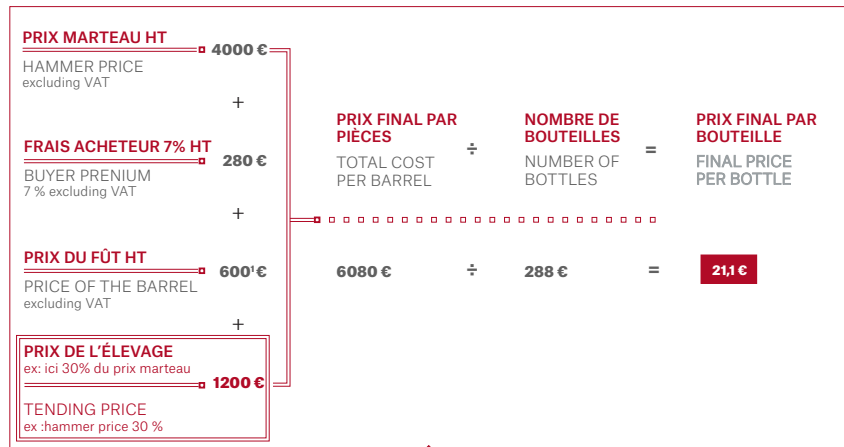 PRIX MARTEAU HT
4000 €
HAMMER PRICE
excluding VAT
+
FRAIS ACHETEUR 7% HT
280 €
BUYER PRENIUM
7 % excluding VAT
+
PRIX DU FÛT HT
600¹ €
PRICE OF THE BARREL
excluding VAT
+
PRIX DE L'ÉLEVAGE
ex: ici 30% du prix marteau
1200 €
TENDING PRICE
ex :hammer price 30 %
PRIX FINAL PAR
PIÈCES
TOTAL COST
PER BARREL
÷
NOMBRE DE
BOUTEILLES
NUMBER OF
BOTTLES
=
PRIX FINAL PAR
BOUTEILLE
FINAL PRICE
PER BOTTLE
6080 € ÷ 288 € = 21,1 €